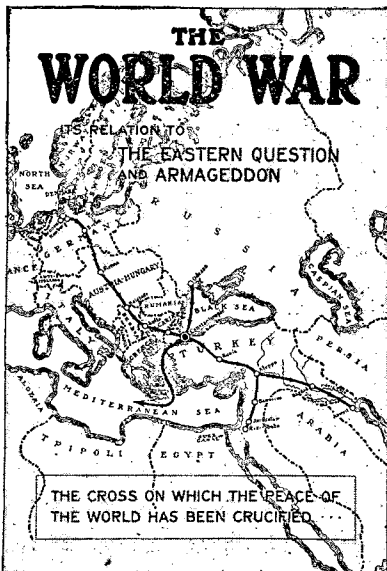 THE
WORLD WAR
ITS RELATION TO
THE EASTERN QUESTION
AND ARMAGEDDON
NORTH
SEA
RUSSIA
GERMANY
AUSTRIA-HUNGARY
RUMANIA
ITALY
BLACK SEA
CASPIAN SEA
TURKEY
PERSIA
MEDITERRANEAN SEA
ARABIA
TRIPOLI
EGYPT
THE CROSS ON WHICH THE PEACE OF
THE WORLD HAS BEEN CRUCIFIED